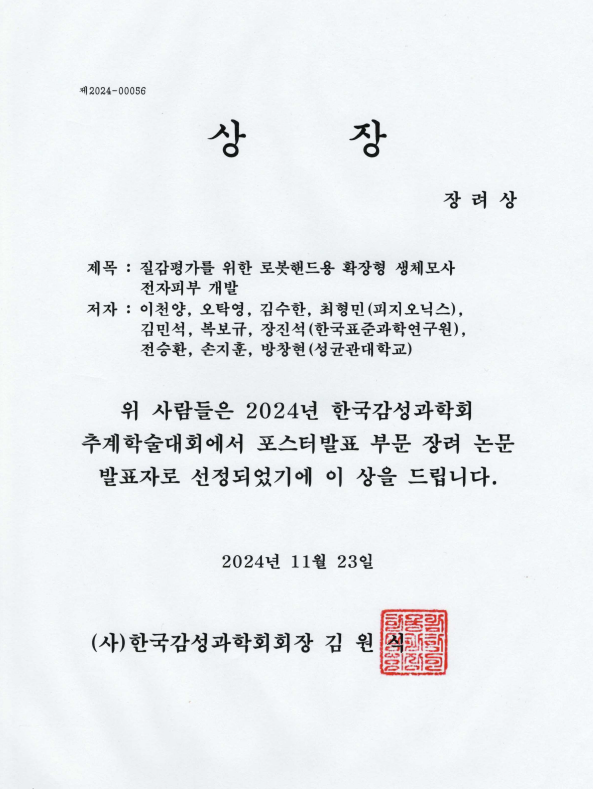 제2024-00056
상 장
장 려 상
제목 : 질감평가를 위한 로봇핸드용 확장형 생체모사
전자피부 개발
저자 : 이천양, 오탁영, 김수한, 최형민(피지오닉스),
김민석, 복보규, 장진석(한국표준과학연구원),
전승환, 손지훈, 방창현(성균관대학교)
위 사람들은 2024년 한국감성과학회
추계학술대회에서 포스터발표 부문 장려 논문
발표자로 선정되었기에 이 상을 드립니다.
2024년 11월 23일
(사)한국감성과학회회장 김 원 식